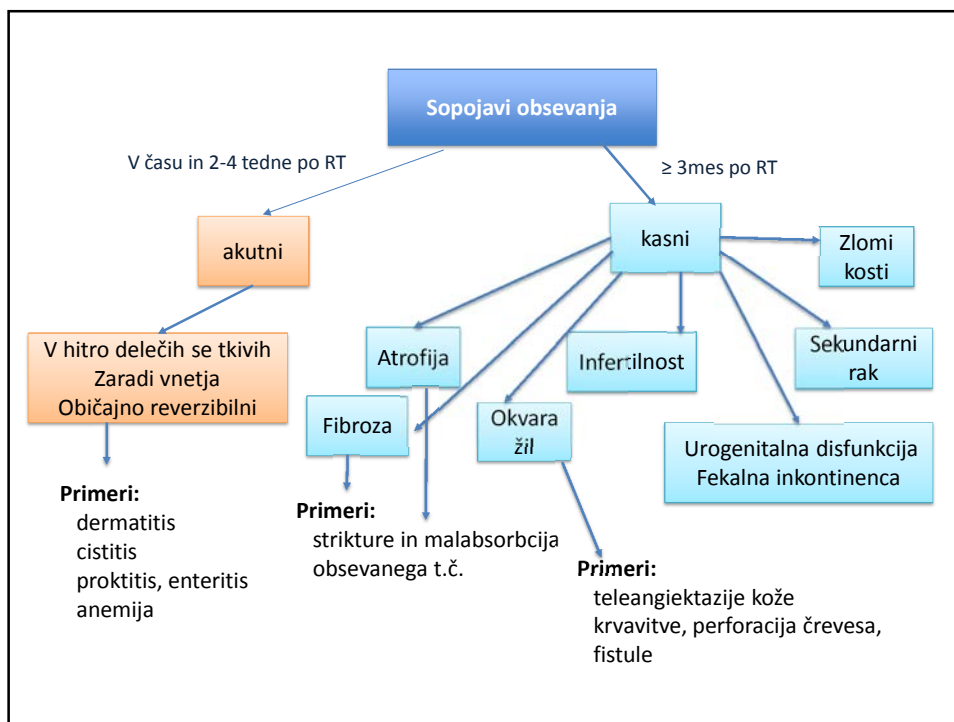 Sopojavi obsevanja
V času in 2-4 tedne po RT
≥ 3mes po RT
akutni
kasni
Zlomi
kosti
V hitro delečih se tkivih
Zaradi vnetja
Običajno reverzibilni
Atrofija
Infertilnost
Sekundarni
rak
Fibroza
Okvara
žil
Urogenitalna disfunkcija
Fekalna inkontinenca
Primeri:
dermatitis
cistitis
proktitis, enteritis
anemija
Primeri:
strikture in malabsorbcija
obsevanega t.č.
Primeri:
teleangiektazije kože
krvavitve, perforacija črevesa,
fistule